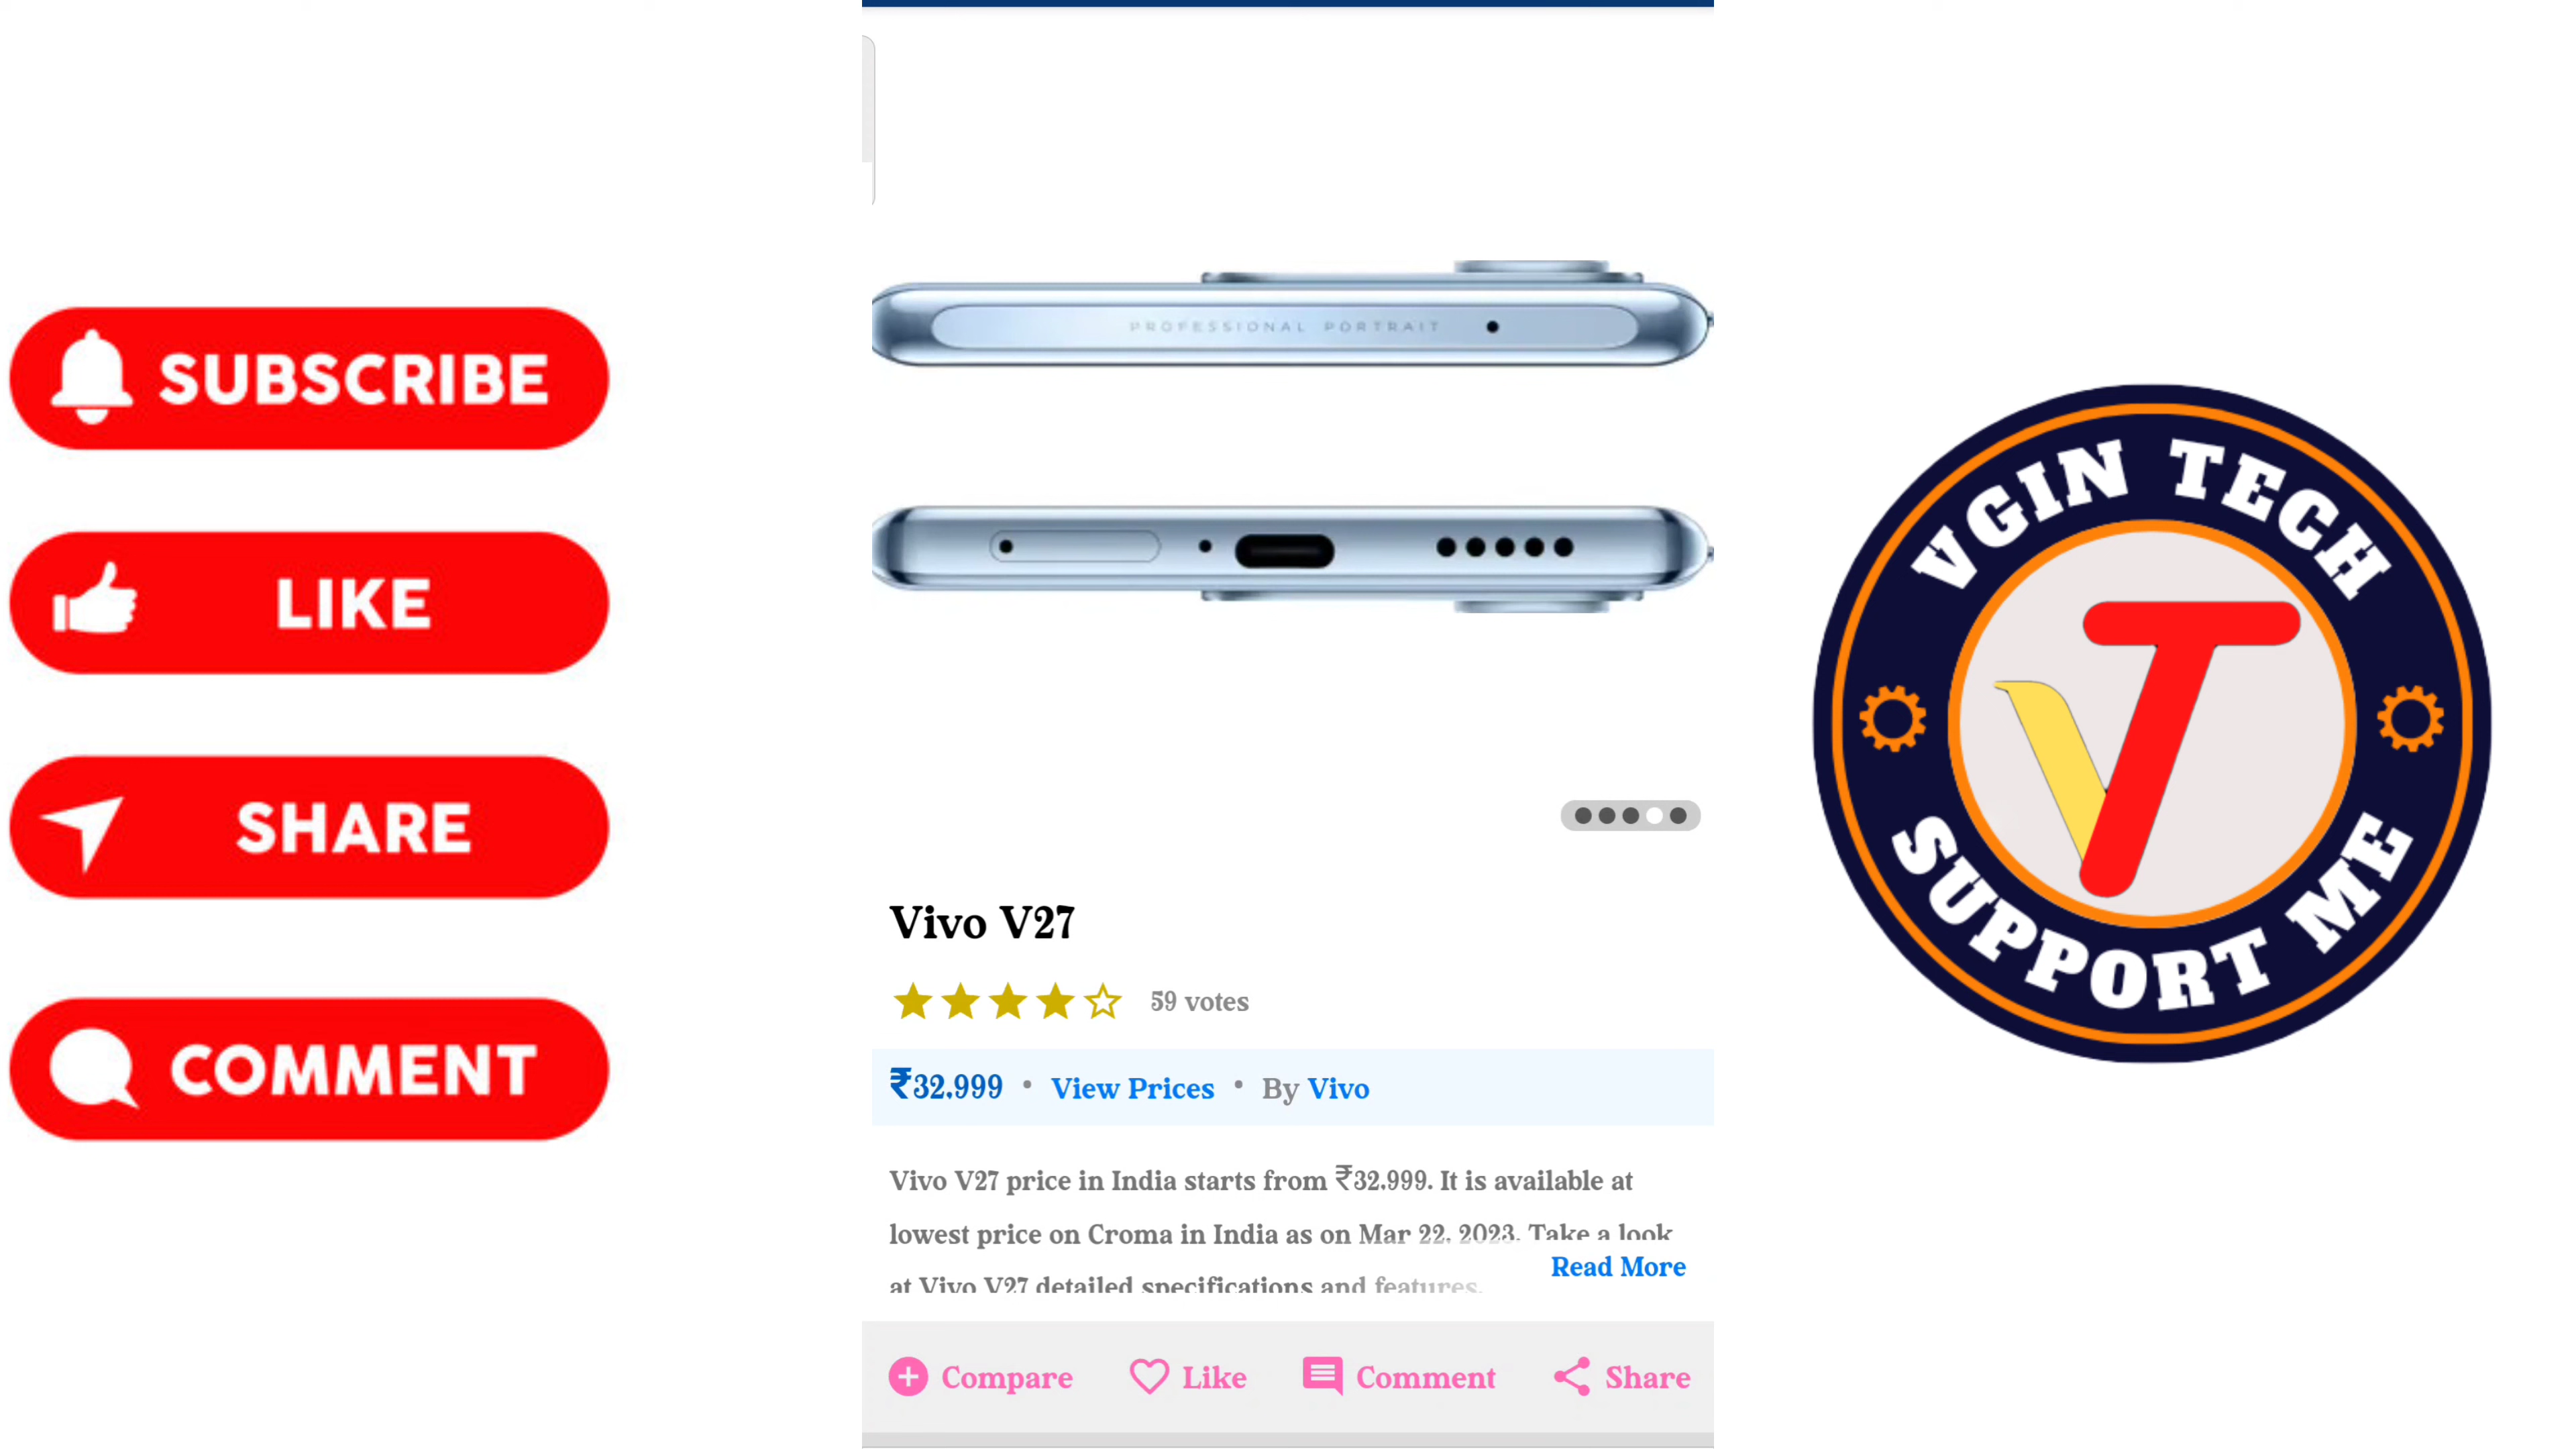 SUBSCRIBE
LIKE
SHARE
COMMENT
PROFESSIONAL PORTRAIT
Vivo V27
59 votes
₹32,999 • View Prices • By Vivo
Vivo V27 price in India starts from ₹32,999. It is available at
lowest price on Croma in India as on Mar 22, 2023. Take a look
at Vivo V27 detailed specifications and features.
Read More
Compare Like Comment Share
VGIN TECH
VT
SUPPORT ME